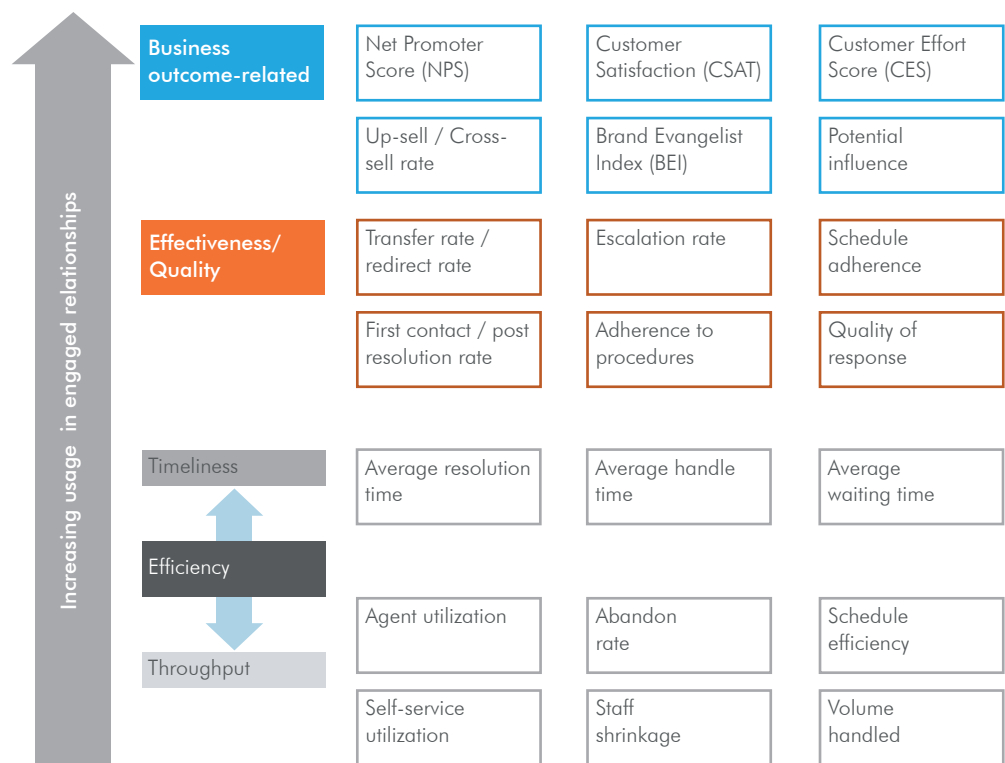 Increasing usage in engaged relationships
Business
outcome-related
Net Promoter
Score (NPS)
Customer
Satisfaction (CSAT)
Customer Effort
Score (CES)
Up-sell / Cross-
sell rate
Brand Evangelist
Index (BEI)
Potential
influence
Effectiveness/
Quality
Transfer rate /
redirect rate
Escalation rate
Schedule
adherence
First contact / post
resolution rate
Adherence to
procedures
Quality of
response
Timeliness
Average resolution
time
Average handle
time
Average
waiting time
Efficiency
Throughput
Agent utilization
Abandon
rate
Schedule
efficiency
Self-service
utilization
Staff
shrinkage
Volume
handled